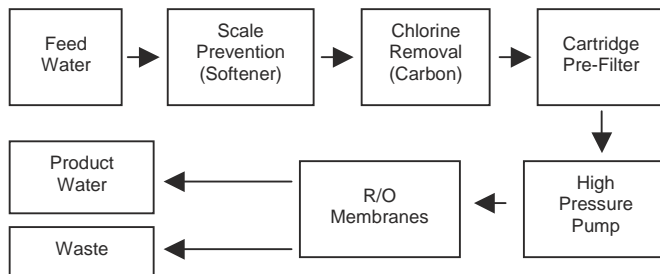 Feed
Water
Scale
Prevention
(Softener)
Chlorine
Removal
(Carbon)
Cartridge
Pre-Filter
High
Pressure
Pump
R/O
Membranes
Product
Water
Waste